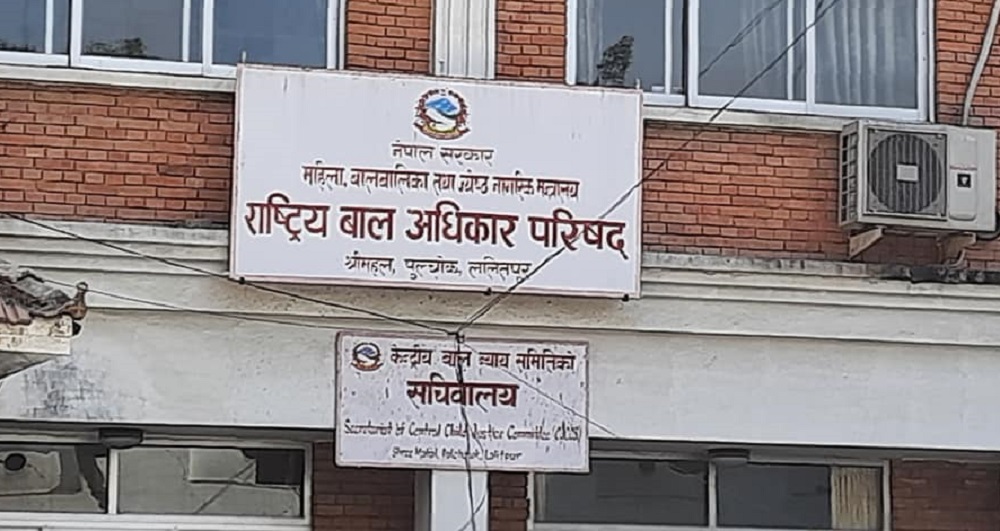 नेपाल सरकार
महिला, बालबालिका तथा ज्येष्ठ नागरिक मन्त्रालय
राष्ट्रिय बाल अधिकार परिषद्
श्रीमहल, पुल्चोक, ललितपुर
केन्द्रीय बाल न्याय समितिको
सचिवालय
Secretariat of Central Child Justice Committee (CCJCS)
Shree Mahal, Pulchowk, Lalitpur